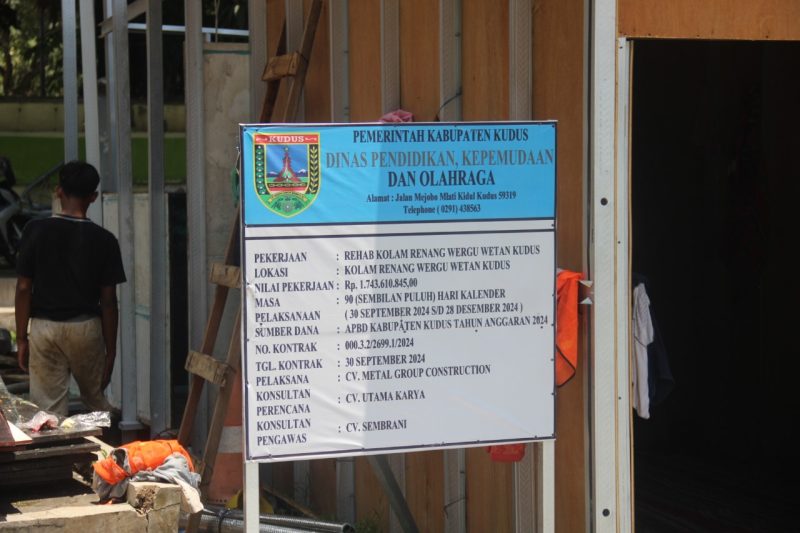 KUDUS
PEMERINTAH KABUPATEN KUDUS
DINAS PENDIDIKAN, KEPEMUDAAN
DAN OLAHRAGA
Alamat : Jalan Mejobo Mlati Kidul Kudus 59319
Telephone ( 0291) 438563
PEKERJAAN : REHAB KOLAM RENANG WERGU WETAN KUDUS
LOKASI : KOLAM RENANG WERGU WETAN KUDUS
NILAI PEKERJAAN : Rp. 1.743.610.845,00
MASA : 90 (SEMBILAN PULUH) HARI KALENDER
PELAKSANAAN ( 30 SEPTEMBER 2024 S/D 28 DESEMBER 2024 )
SUMBER DANA : APBD KABUPATEN KUDUS TAHUN ANGGARAN 2024
NO. KONTRAK : 000.3.2/2699.1/2024
TGL. KONTRAK : 30 SEPTEMBER 2024
PELAKSANA : CV. METAL GROUP CONSTRUCTION
KONSULTAN : CV. UTAMA KARYA
PERENCANA
KONSULTAN : CV. SEMBRANI
PENGAWAS